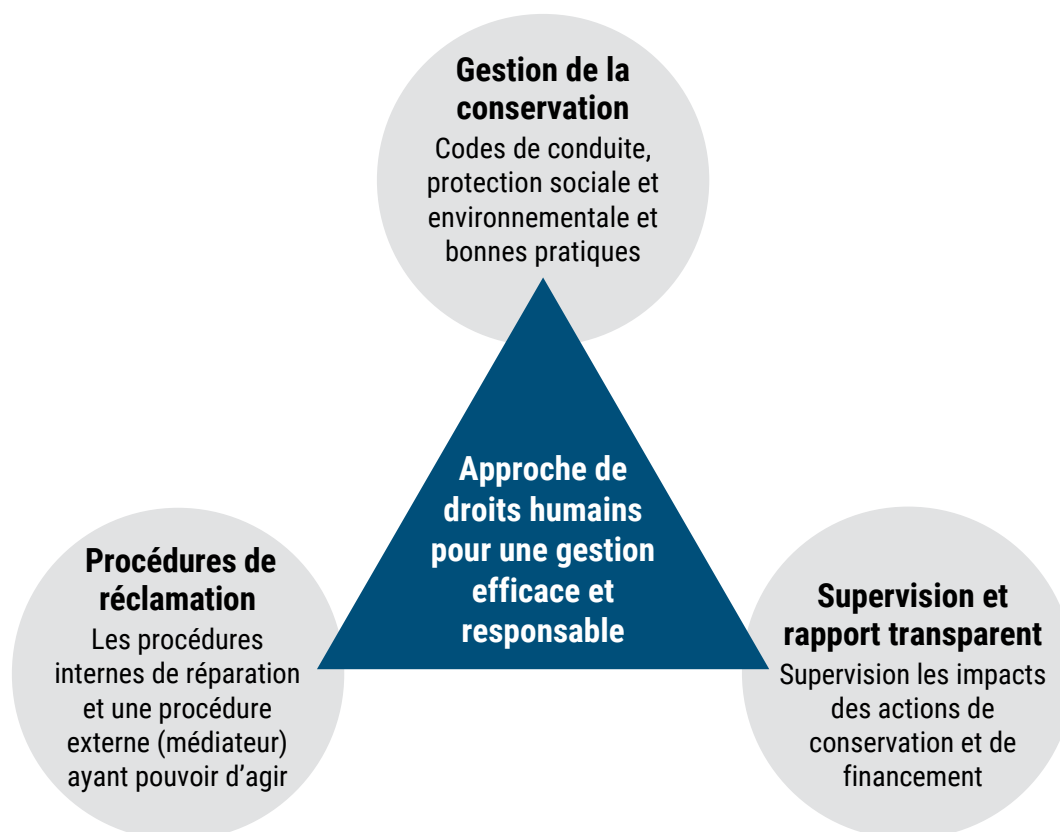 Gestion de la
conservation
Codes de conduite,
protection sociale et
environnementale et
bonnes pratiques
Approche de
droits humains
pour une gestion
efficace et
responsable
Procédures de
réclamation
Les procédures
internes de réparation
et une procédure
externe (médiateur)
ayant pouvoir d’agir
Supervision et
rapport transparent
Supervision les impacts
des actions de
conservation et de
financement